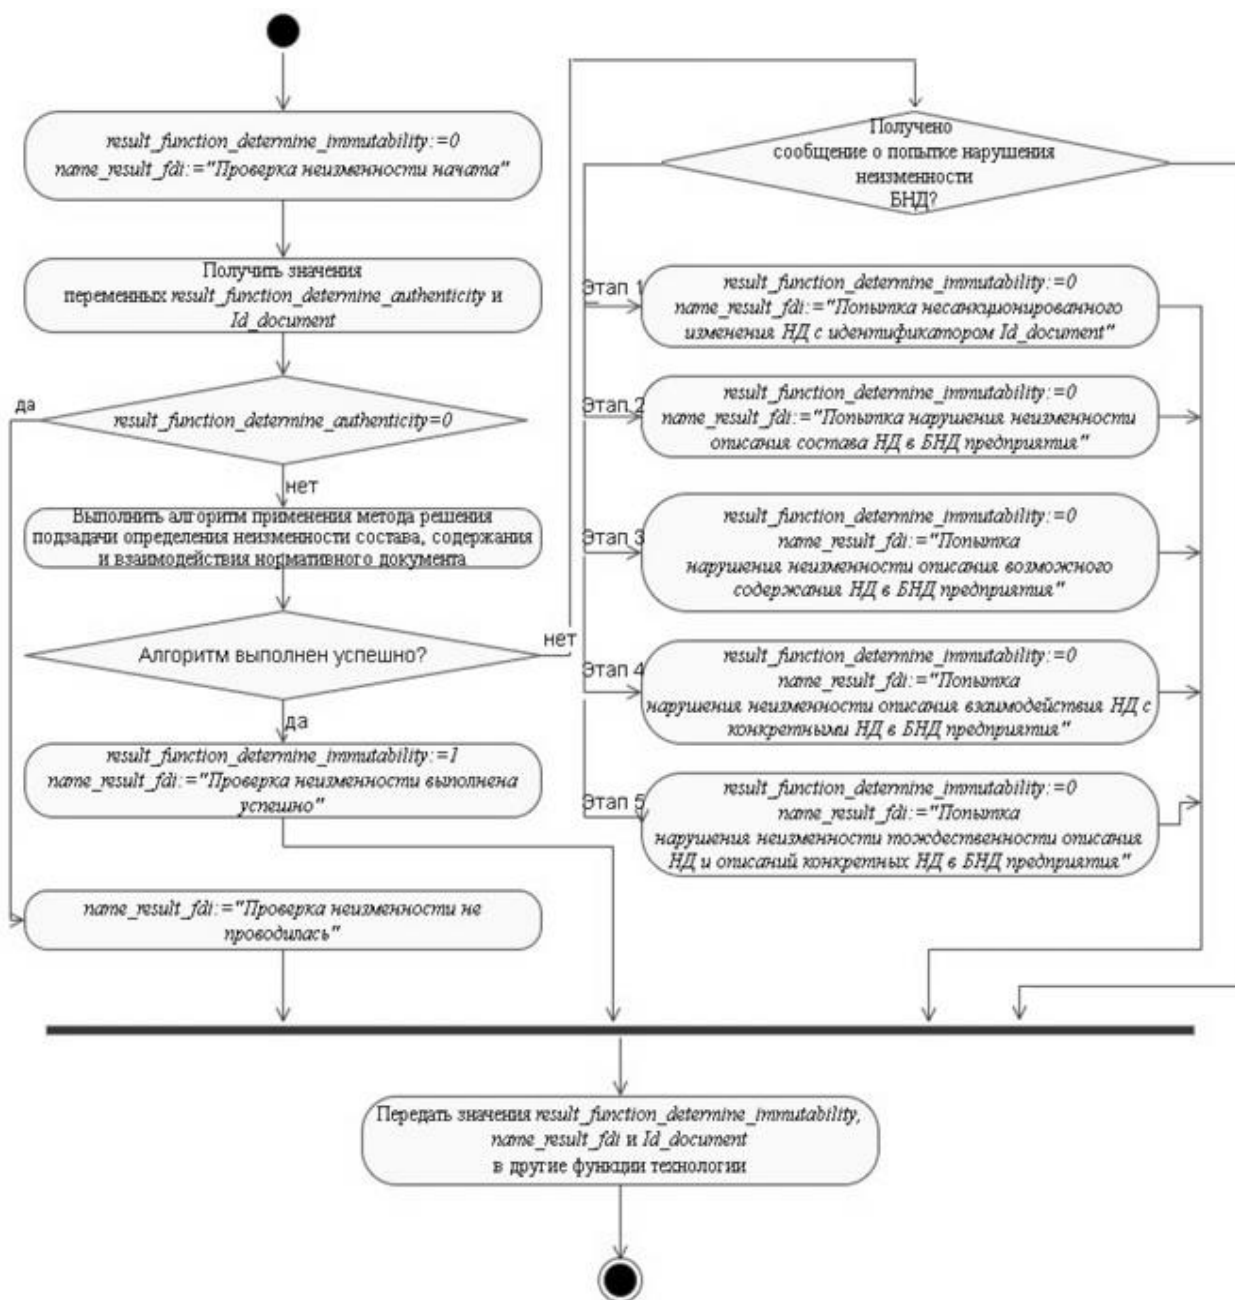 result_function_determine_immutability:=0
name_result_fdi:="Проверка неизменности начата"
Получить значения
переменных result_function_determine_authenticity и
Id_document
да
result_function_determine_authenticity=0
нет
Выполнить алгоритм применения метода решения
подзадачи определения неизменности состава, содержания
и взаимодействия нормативного документа
Алгоритм выполнен успешно?
нет
да
result_function_determine_immutability:=1
name_result_fdi:="Проверка неизменности выполнена
успешно"
name_result_fdi:="Проверка неизменности не
проводилась"
Получено
сообщение о попытке нарушения
неизменности
БНД?
Этап 1
result_function_determine_immutability:=0
name_result_fdi:="Попытка несанкционированного
изменения НД с идентификатором Id_document"
Этап 2
result_function_determine_immutability:=0
name_result_fdi:="Попытка нарушения неизменности
описания состава НД в БНД предприятия"
Этап 3
result_function_determine_immutability:=0
name_result_fdi:="Попытка
нарушения неизменности описания возможного
содержания НД в БНД предприятия"
Этап 4
result_function_determine_immutability:=0
name_result_fdi:="Попытка
нарушения неизменности описания взаимодействия НД с
конкретными НД в БНД предприятия"
Этап 5
result_function_determine_immutability:=0
name_result_fdi:="Попытка
нарушения неизменности тождественности описания
НД и описаний конкретных НД в БНД предприятия"
Передать значения result_function_determine_immutability,
name_result_fdi и Id_document
в другие функции технологии